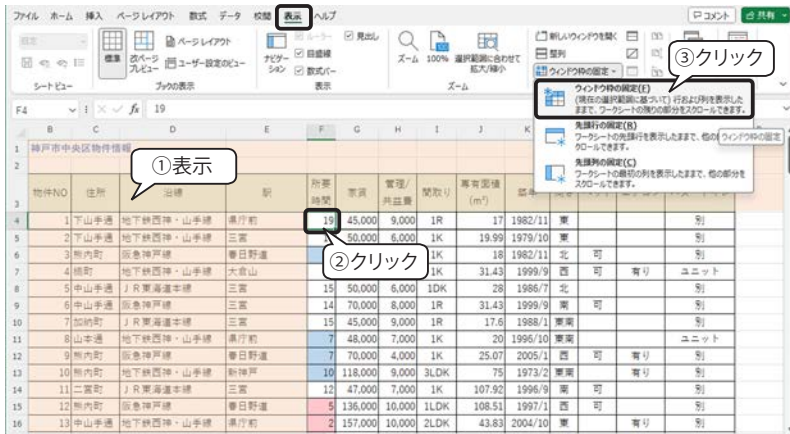 ファイル ホーム 挿入 ページレイアウト 数式 データ 校閲 表示 ヘルプ コメント 共有
標準 改ページプレビュー ページレイアウト ユーザー設定のビュー
ナビゲーション ルーラー 見出し 目盛線 数式バー
ズーム 100% 選択範囲に合わせて拡大/縮小
新しいウィンドウを開く 整列 ウィンドウ枠の固定
③クリック
シートビュー ブックの表示 表示 ズーム
ウィンドウ枠の固定(F)
(現在の選択範囲に基づいて) 行および列を表示した
まま、ワークシートの残りの部分をスクロールできます。
先頭行の固定(R)
ワークシートの先頭行を表示したまま、他の
クロールできます。
ウィンドウ枠の固定
先頭列の固定(C)
ワークシートの最初の列を表示したまま、他の部分を
スクロールできます。
F4 fx 19
B C D E F G H I J K
1 神戸市中央区物件情報
2
①表示
3 物件NO 住所 沿線 駅 所要時間 家賃 管理/共益費 間取り 専有面積(m²) 築年
4 1 下山手通 地下鉄西神・山手線 県庁前 19 45,000 9,000 1R 17 1982/11 東 別
5 2 下山手通 地下鉄西神・山手線 三宮 50,000 6,000 1K 19.99 1979/10 東 別
②クリック
6 3 熊内町 阪急神戸線 春日野道 1K 18 1982/11 北 可 別
7 4 楠町 地下鉄西神・山手線 大倉山 1K 31.43 1999/9 西 可 有り ユニット
8 5 中山手通 JR東海道本線 三宮 15 50,000 6,000 1DK 28 1986/7 北 別
9 6 中山手通 阪急神戸線 三宮 14 70,000 8,000 1R 31.43 1999/9 南 可 別
10 7 加納町 JR東海道本線 三宮 15 45,000 9,000 1R 17.6 1988/1 東南 別
11 8 山本通 地下鉄西神・山手線 県庁前 7 48,000 7,000 1K 20 1996/10 東南 ユニット
12 9 熊内町 阪急神戸線 春日野道 7 70,000 4,000 1K 25.07 2005/1 西 可 有り 別
13 10 熊内町 地下鉄西神・山手線 新神戸 10 118,000 9,000 3LDK 75 1973/2 東南 有り 別
14 11 二宮町 JR東海道本線 三宮 12 47,000 7,000 1K 107.92 1996/9 南 可 別
15 12 熊内町 阪急神戸線 春日野道 5 136,000 10,000 1LDK 108.51 1997/1 西 可 別
16 13 中山手通 地下鉄西神・山手線 県庁前 2 157,000 10,000 2LDK 43.83 2004/10 東 有り 別